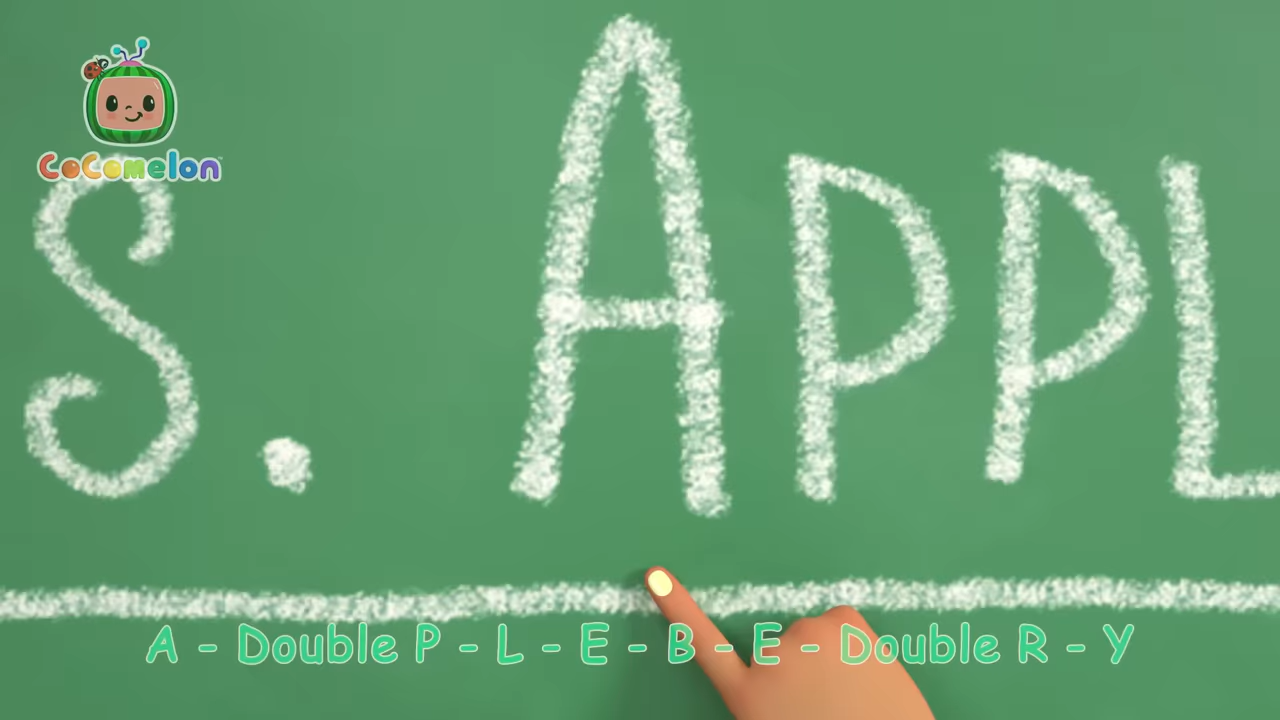 CoComelon
S. APPL
A - Double P - L - E - B - E - Double R - Y